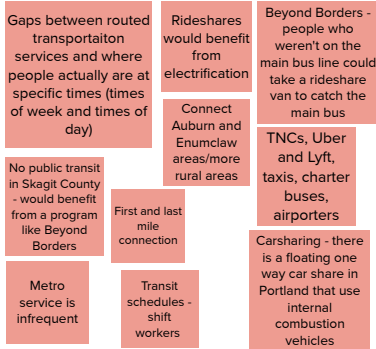 Gaps between routed
transportaiton
services and where
people actually are at
specific times (times
of week and times of
day)
Rideshares
would benefit
from
electrification
Beyond Borders -
people who
weren't on the
main bus line could
take a rideshare
van to catch the
main bus
Connect
Auburn and
Enumclaw
areas/more
rural areas
TNCs, Uber
and Lyft,
taxis, charter
buses,
airporters
No public transit
in Skagit County
- would benefit
from a program
like Beyond
Borders
First and last
mile
connection
Carsharing - there
is a floating one
way car share in
Portland that use
internal
combustion
vehicles
Metro
service is
infrequent
Transit
schedules -
shift
workers